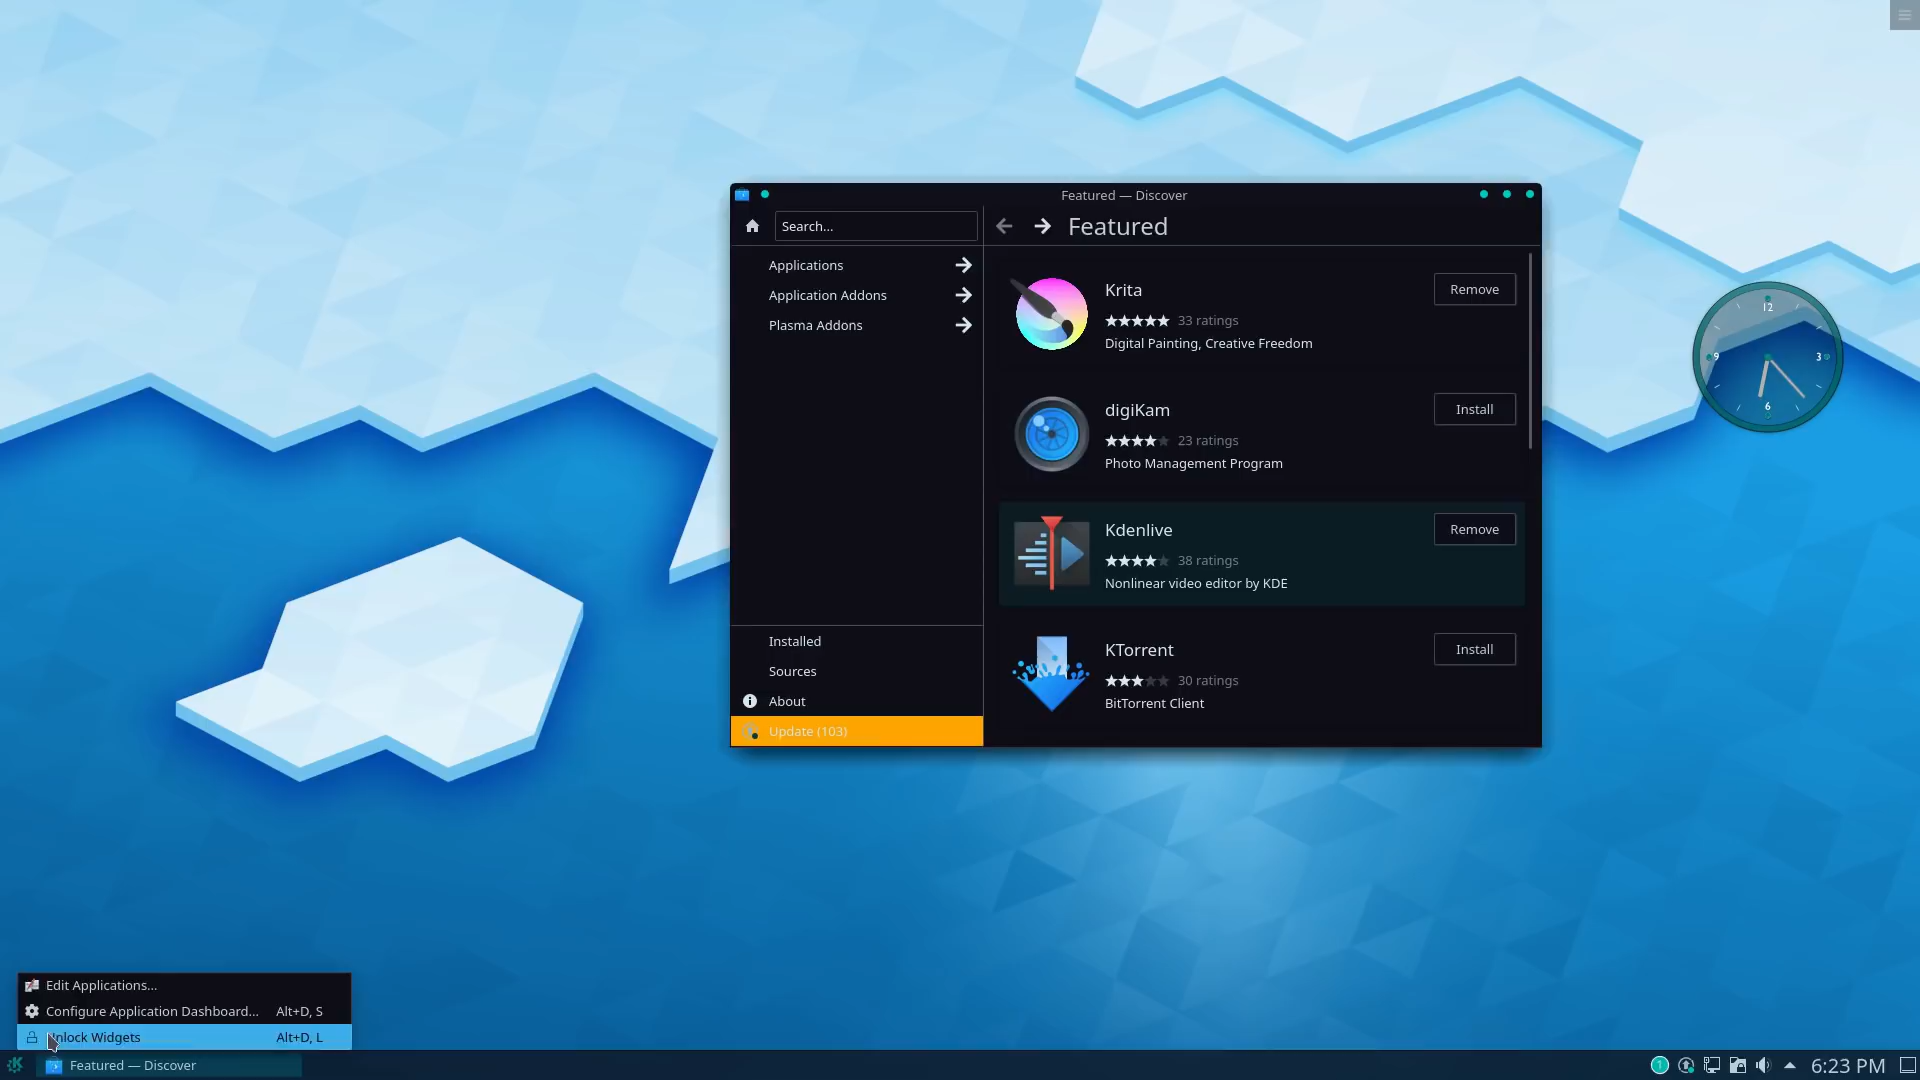 Featured — Discover
Search...
Featured
Applications
Application Addons
Plasma Addons
Installed
Sources
About
Update (103)
Krita
Remove
33 ratings
Digital Painting, Creative Freedom
digiKam
Install
23 ratings
Photo Management Program
Kdenlive
Remove
38 ratings
Nonlinear video editor by KDE
KTorrent
Install
30 ratings
BitTorrent Client
12
9
3
6
Edit Applications...
Configure Application Dashboard... Alt+D, S
Unlock Widgets Alt+D, L
Featured — Discover
1
6:23 PM